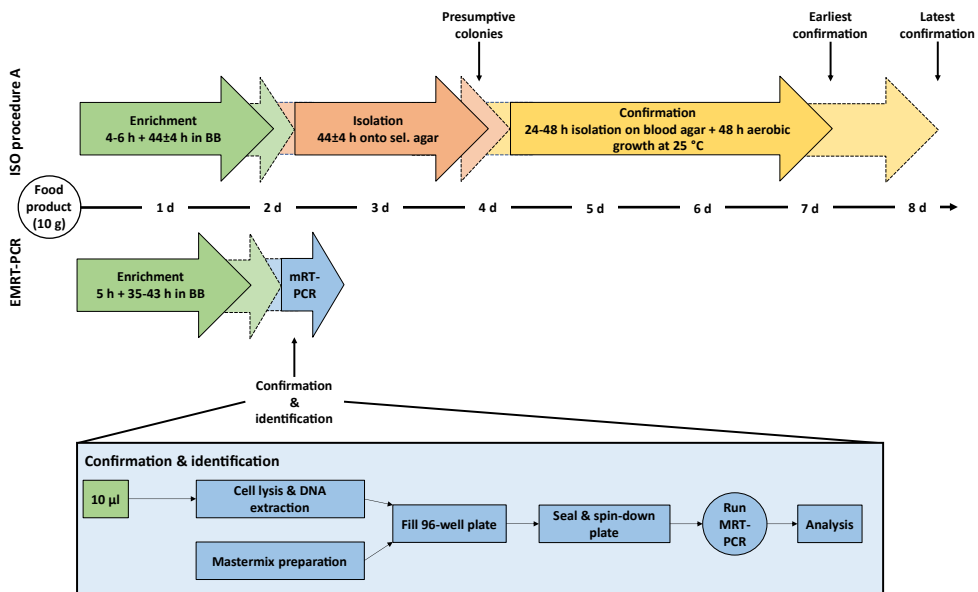 Presumptive
colonies
Earliest
confirmation
Latest
confirmation
ISO procedure A
Enrichment
4-6 h + 44±4 h in BB
Isolation
44±4 h onto sel. agar
Confirmation
24-48 h isolation on blood agar + 48 h aerobic
growth at 25 °C
Food
product
(10 g)
1 d
2 d
3 d
4 d
5 d
6 d
7 d
8 d
EMRT-PCR
Enrichment
5 h + 35-43 h in BB
mRT-
PCR
Confirmation
&
identification
Confirmation & identification
10 µl
Cell lysis & DNA
extraction
Mastermix preparation
Fill 96-well plate
Seal & spin-down
plate
Run
MRT-
PCR
Analysis